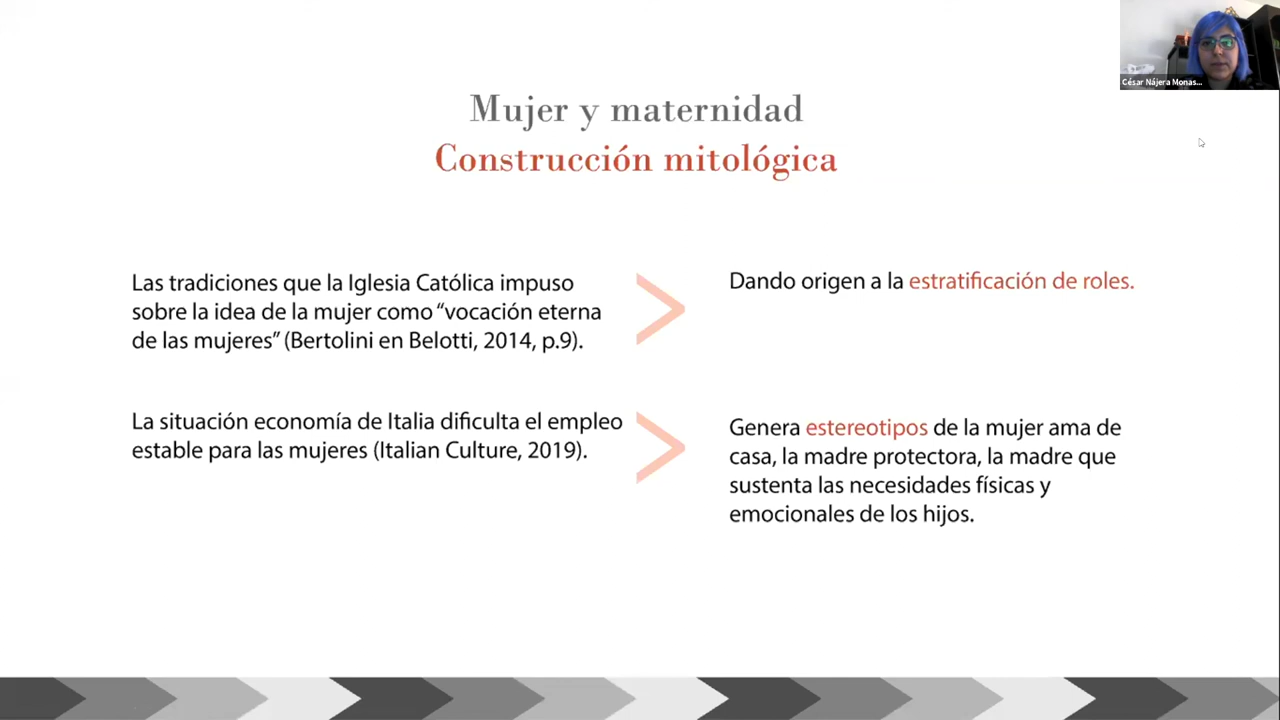 César Nájera Monas...
Mujer y maternidad
Construcción mitológica
Las tradiciones que la Iglesia Católica impuso
sobre la idea de la mujer como “vocación eterna
de las mujeres” (Bertolini en Belotti, 2014, p.9).
Dando origen a la estratificación de roles.
La situación economía de Italia dificulta el empleo
estable para las mujeres (Italian Culture, 2019).
Genera estereotipos de la mujer ama de
casa, la madre protectora, la madre que
sustenta las necesidades físicas y
emocionales de los hijos.